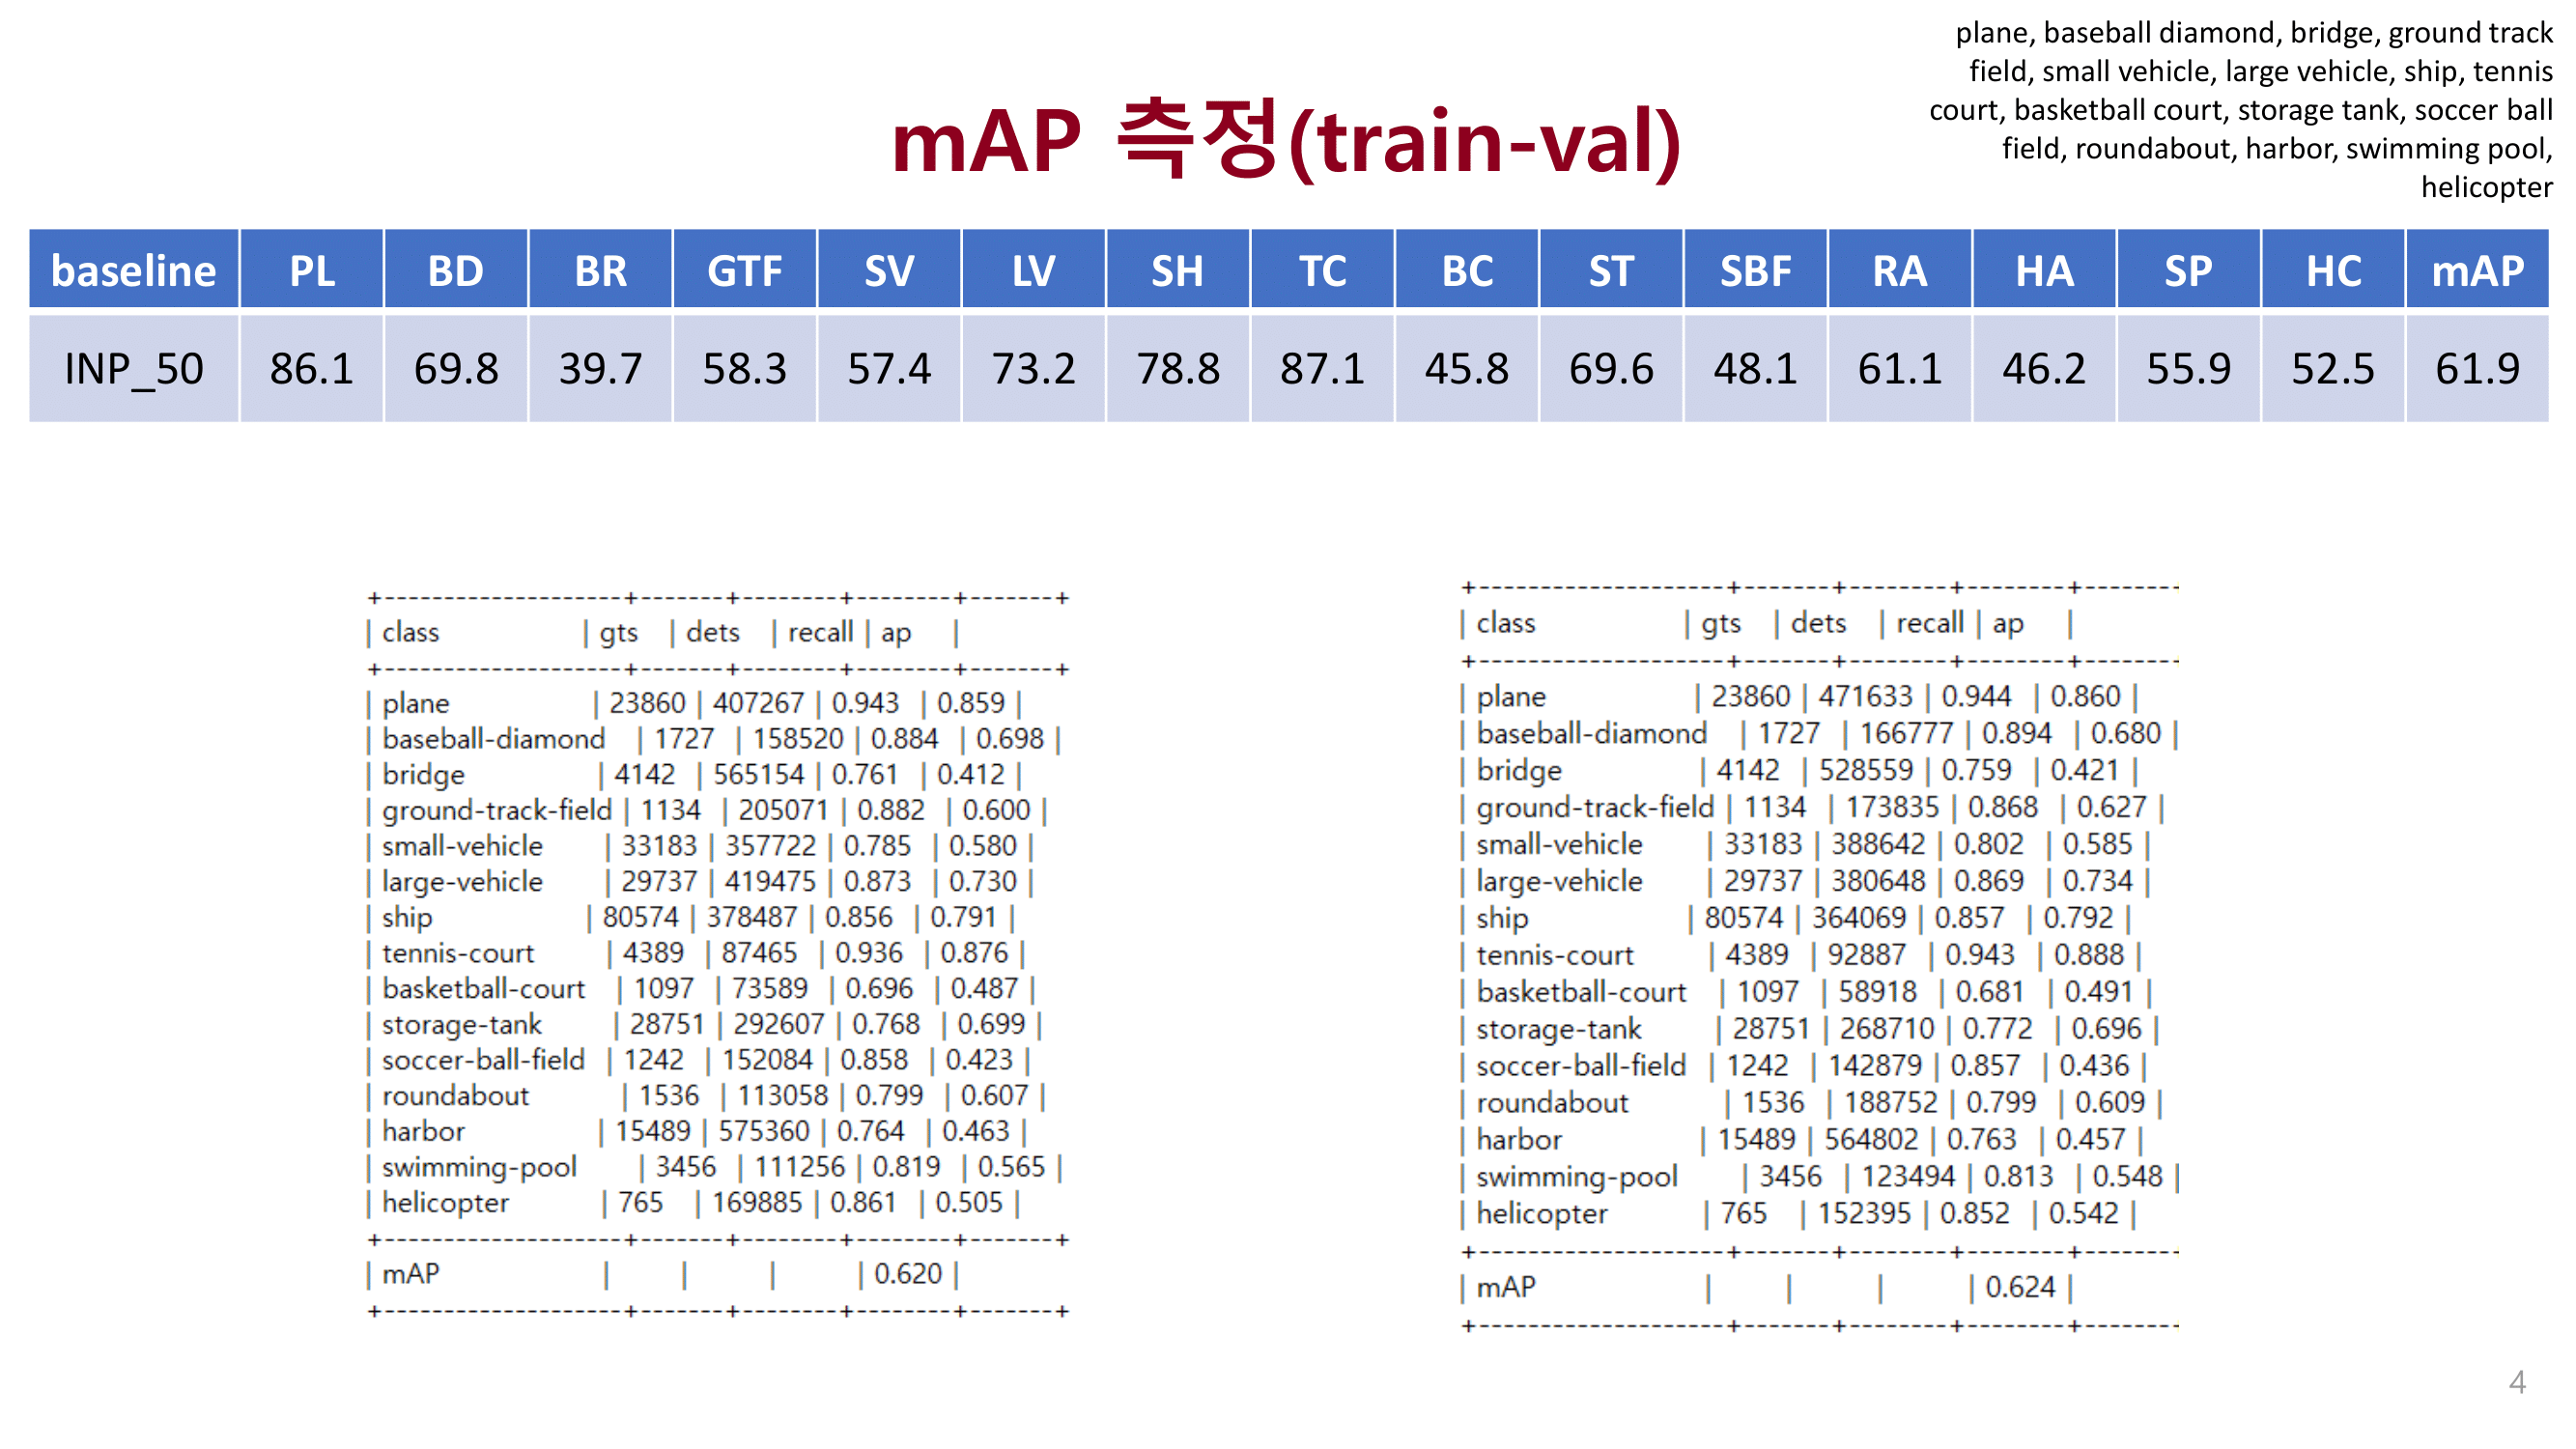 plane, baseball diamond, bridge, ground track
field, small vehicle, large vehicle, ship, tennis
court, basketball court, storage tank, soccer ball
field, roundabout, harbor, swimming pool,
helicopter
mAP 측정(train-val)
baseline PL BD BR GTF SV LV SH TC BC ST SBF RA HA SP HC mAP
INP_50 86.1 69.8 39.7 58.3 57.4 73.2 78.8 87.1 45.8 69.6 48.1 61.1 46.2 55.9 52.5 61.9
+--------------------+-------+--------+--------+-------+
| class | gts | dets | recall | ap |
+--------------------+-------+--------+--------+-------+
| plane | 23860 | 407267 | 0.943 | 0.859 |
| baseball-diamond | 1727 | 158520 | 0.884 | 0.698 |
| bridge | 4142 | 565154 | 0.761 | 0.412 |
| ground-track-field | 1134 | 205071 | 0.882 | 0.600 |
| small-vehicle | 33183 | 357722 | 0.785 | 0.580 |
| large-vehicle | 29737 | 419475 | 0.873 | 0.730 |
| ship | 80574 | 378487 | 0.856 | 0.791 |
| tennis-court | 4389 | 87465 | 0.936 | 0.876 |
| basketball-court | 1097 | 73589 | 0.696 | 0.487 |
| storage-tank | 28751 | 292607 | 0.768 | 0.699 |
| soccer-ball-field | 1242 | 152084 | 0.858 | 0.423 |
| roundabout | 1536 | 113058 | 0.799 | 0.607 |
| harbor | 15489 | 575360 | 0.764 | 0.463 |
| swimming-pool | 3456 | 111256 | 0.819 | 0.565 |
| helicopter | 765 | 169885 | 0.861 | 0.505 |
+--------------------+-------+--------+--------+-------+
| mAP | | | | 0.620 |
+--------------------+-------+--------+--------+-------+
+--------------------+-------+--------+--------+--------
| class | gts | dets | recall | ap |
+--------------------+-------+--------+--------+--------
| plane | 23860 | 471633 | 0.944 | 0.860 |
| baseball-diamond | 1727 | 166777 | 0.894 | 0.680 |
| bridge | 4142 | 528559 | 0.759 | 0.421 |
| ground-track-field | 1134 | 173835 | 0.868 | 0.627 |
| small-vehicle | 33183 | 388642 | 0.802 | 0.585 |
| large-vehicle | 29737 | 380648 | 0.869 | 0.734 |
| ship | 80574 | 364069 | 0.857 | 0.792 |
| tennis-court | 4389 | 92887 | 0.943 | 0.888 |
| basketball-court | 1097 | 58918 | 0.681 | 0.491 |
| storage-tank | 28751 | 268710 | 0.772 | 0.696 |
| soccer-ball-field | 1242 | 142879 | 0.857 | 0.436 |
| roundabout | 1536 | 188752 | 0.799 | 0.609 |
| harbor | 15489 | 564802 | 0.763 | 0.457 |
| swimming-pool | 3456 | 123494 | 0.813 | 0.548 |
| helicopter | 765 | 152395 | 0.852 | 0.542 |
+--------------------+-------+--------+--------+--------
| mAP | | | | 0.624 |
+--------------------+-------+--------+--------+--------
4